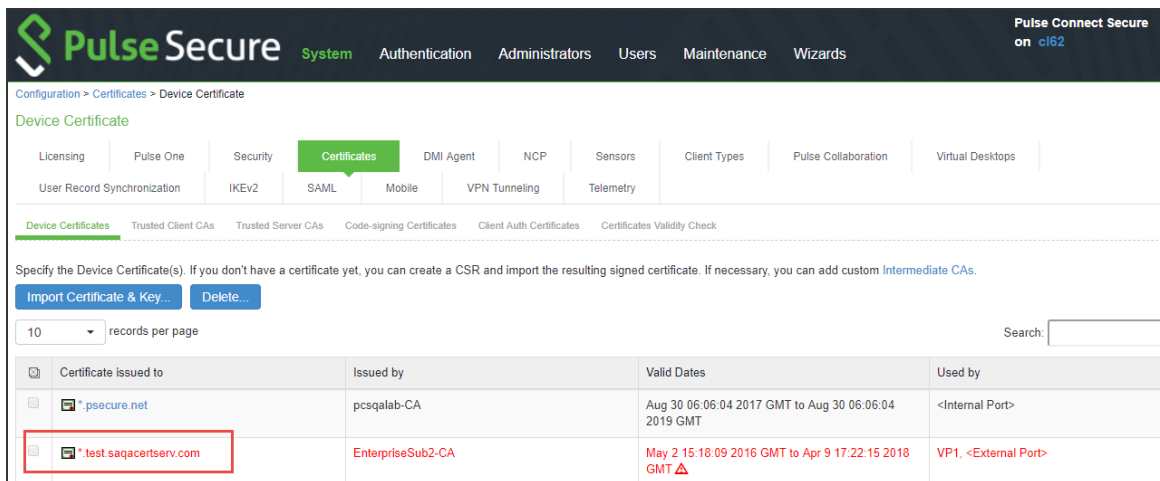 Pulse Secure
System Authentication Administrators Users Maintenance Wizards
Pulse Connect Secure
on cl62
Configuration > Certificates > Device Certificate
Device Certificate
Licensing Pulse One Security Certificates DMI Agent NCP Sensors Client Types Pulse Collaboration Virtual Desktops
User Record Synchronization IKEv2 SAML Mobile VPN Tunneling Telemetry
Device Certificates Trusted Client CAs Trusted Server CAs Code-signing Certificates Client Auth Certificates Certificates Validity Check
Specify the Device Certificate(s). If you don't have a certificate yet, you can create a CSR and import the resulting signed certificate. If necessary, you can add custom Intermediate CAs.
Import Certificate & Key... Delete...
10 records per page Search:
Certificate issued to Issued by Valid Dates Used by
*.psecure.net pcsqalab-CA Aug 30 06:06:04 2017 GMT to Aug 30 06:06:04 <Internal Port>
2019 GMT
*.test.saqacertserv.com EnterpriseSub2-CA May 2 15:18:09 2016 GMT to Apr 9 17:22:15 2018 VP1, <External Port>
GMT